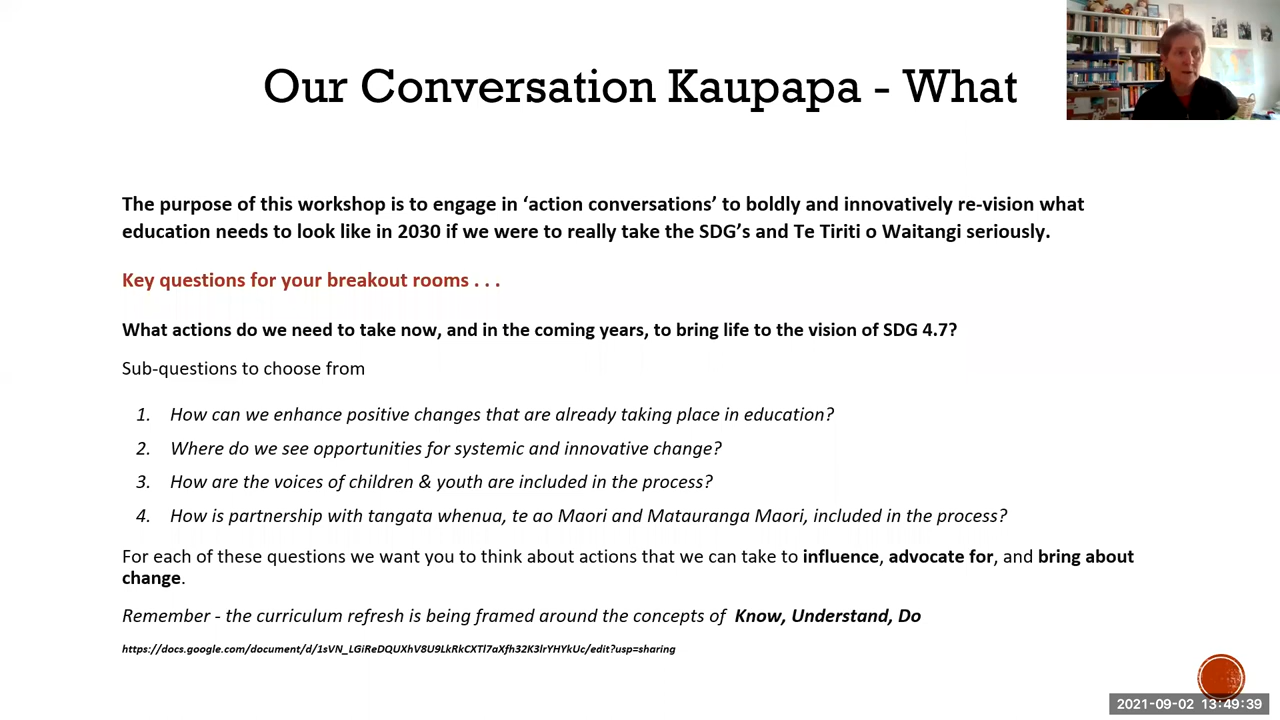 Our Conversation Kaupapa - What
The purpose of this workshop is to engage in ‘action conversations’ to boldly and innovatively re-vision what
education needs to look like in 2030 if we were to really take the SDG’s and Te Tiriti o Waitangi seriously.
Key questions for your breakout rooms . . .
What actions do we need to take now, and in the coming years, to bring life to the vision of SDG 4.7?
Sub-questions to choose from
1. How can we enhance positive changes that are already taking place in education?
2. Where do we see opportunities for systemic and innovative change?
3. How are the voices of children & youth are included in the process?
4. How is partnership with tangata whenua, te ao Maori and Matauranga Maori, included in the process?
For each of these questions we want you to think about actions that we can take to influence, advocate for, and bring about
change.
Remember - the curriculum refresh is being framed around the concepts of Know, Understand, Do
https://docs.google.com/document/d/1sVN_LGiReDQUXhV8U9LkRkCXTl7aXfh32K3lrYHYkUc/edit?usp=sharing
2021-09-02 13:49:39